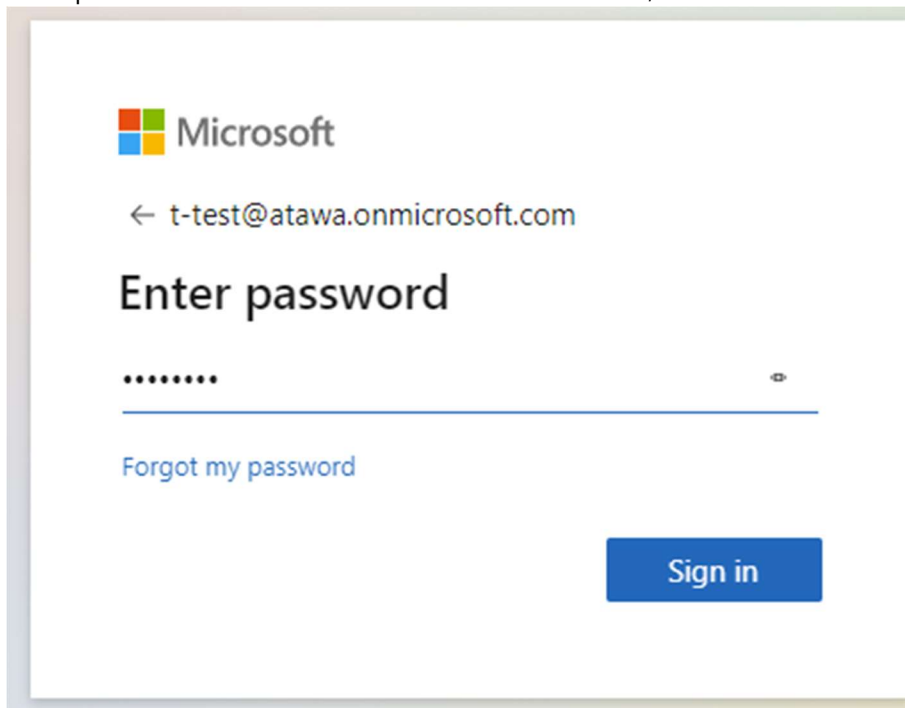 Microsoft
← t-test@atawa.onmicrosoft.com
Enter password
••••••••
Forgot my password
Sign in